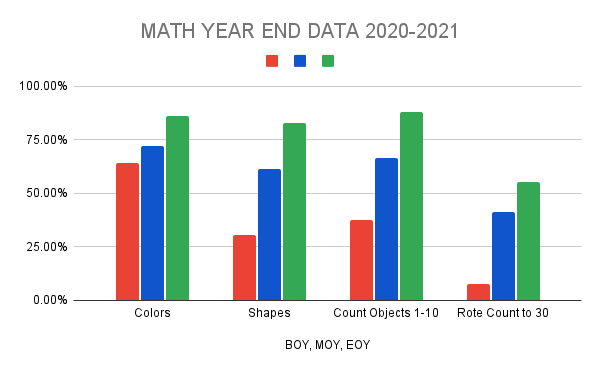 MATH YEAR END DATA 2020-2021
100.00%
75.00%
50.00%
25.00%
0.00%
Colors Shapes Count Objects 1-10 Rote Count to 30
BOY, MOY, EOY